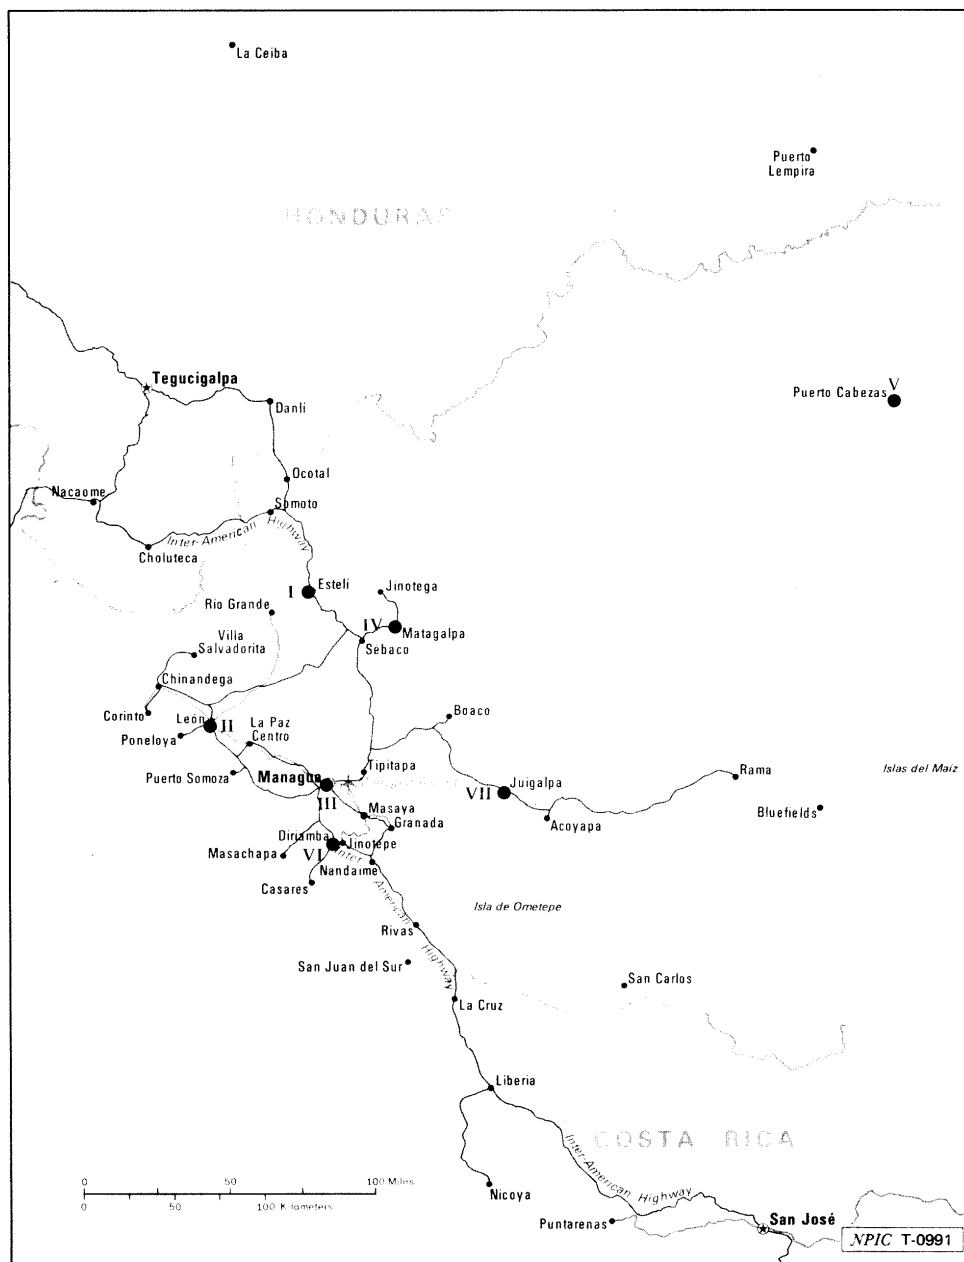 La Ceiba
Puerto
Lempira
HONDURAS
Tegucigalpa
Danli
Puerto Cabezas
V
Ocotal
Nacaome
Somoto
Inter-American Highway
Choluteca
I
Estelí
Jinotega
Rio Grande
IV
Matagalpa
Villa
Salvadorita
Sebaco
Chinandega
Corinto
León
II
La Paz
Centro
Boaco
Poneloya
Puerto Somoza
Managua
Tipitapa
III
VII
Juigalpa
Rama
Islas del Maíz
Masaya
Granada
Acoyapa
Bluefields
Diriamba
Jinotepe
Masachapa
VI
Nandaime
Casares
Inter American Highway
Isla de Ometepe
Rivas
San Juan del Sur
San Carlos
La Cruz
Liberia
COSTA RICA
Inter-American Highway
Nicoya
Puntarenas
San José
0 50 100 Miles
0 50 100 Kilometers
NPIC T-0991